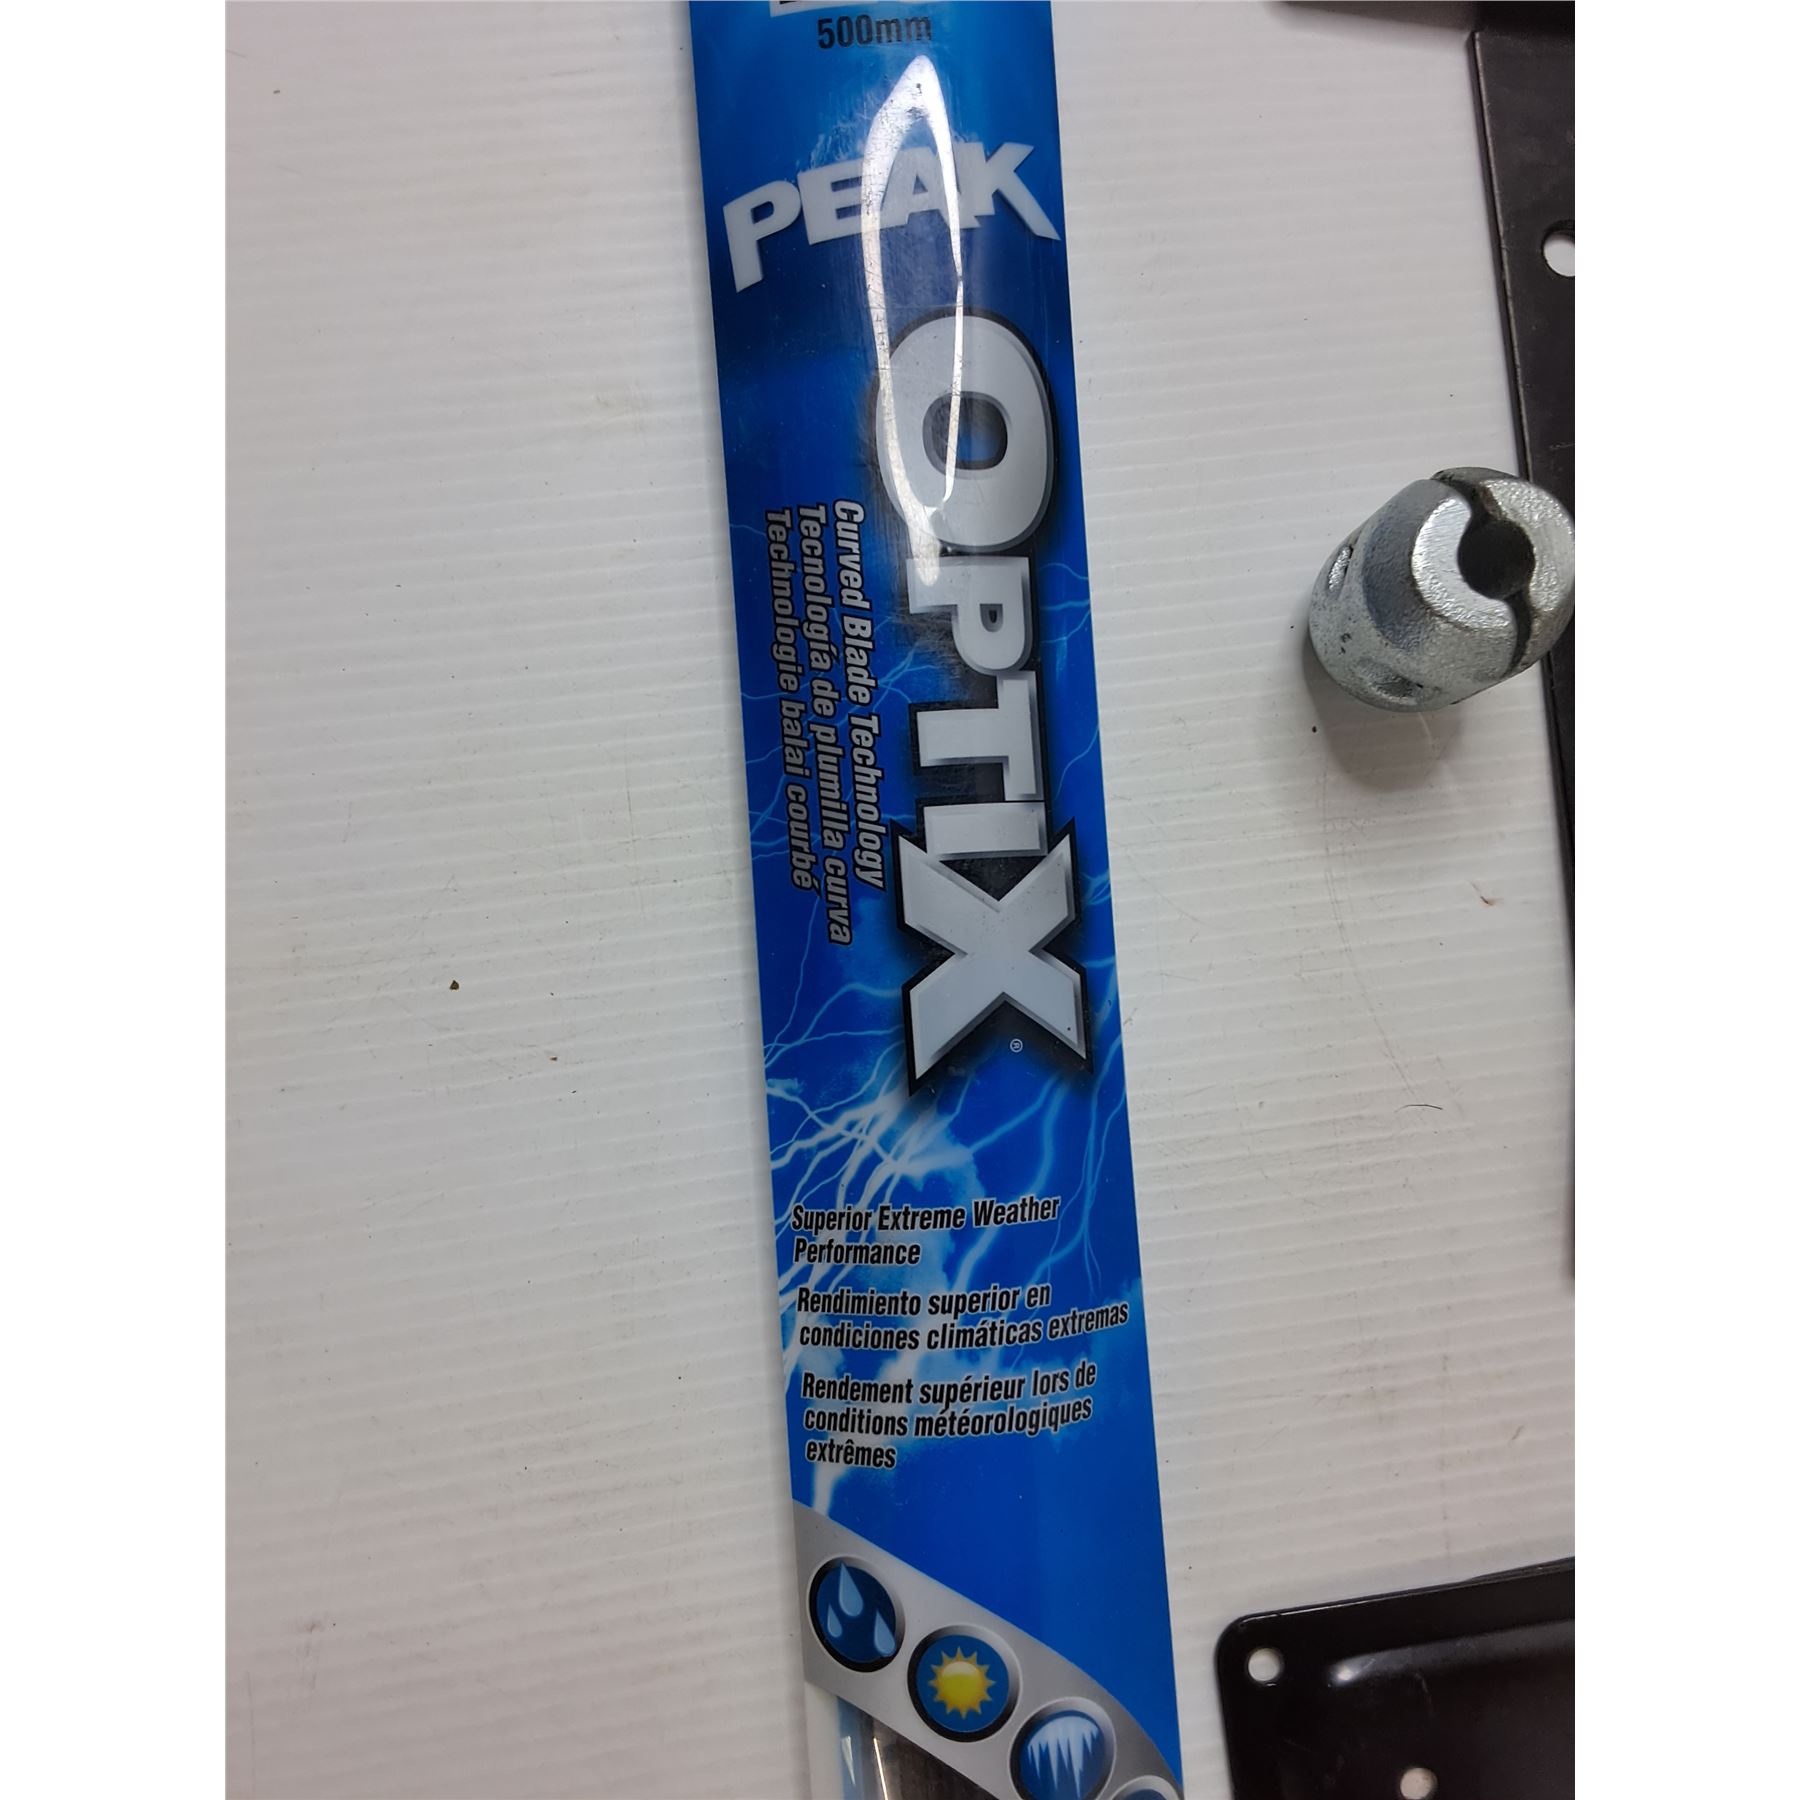 500mm
PEAK
OPTIX®
Curved Blade Technology
Tecnología de plumilla curva
Technologie balai courbé
Superior Extreme Weather
Performance
Rendimiento superior en
condiciones climáticas extremas
Rendement supérieur lors de
conditions météorologiques
extrêmes